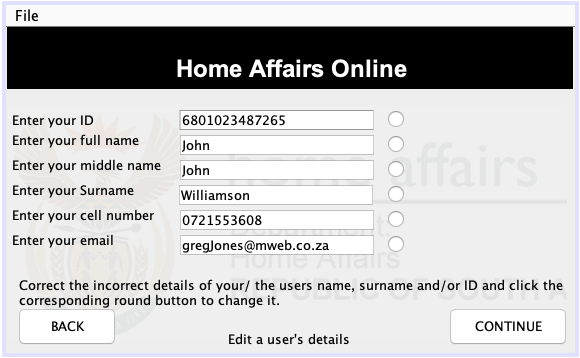 File
Home Affairs Online
Enter your ID 6801023487265
Enter your full name John
Enter your middle name John
Enter your Surname Williamson
Enter your cell number 0721553608
Enter your email gregJones@mweb.co.za
home affairs
Department:
Home Affairs
REPUBLIC OF SOUTH A
Correct the incorrect details of your/ the users name, surname and/or ID and click the
corresponding round button to change it.
BACK
Edit a user's details
CONTINUE